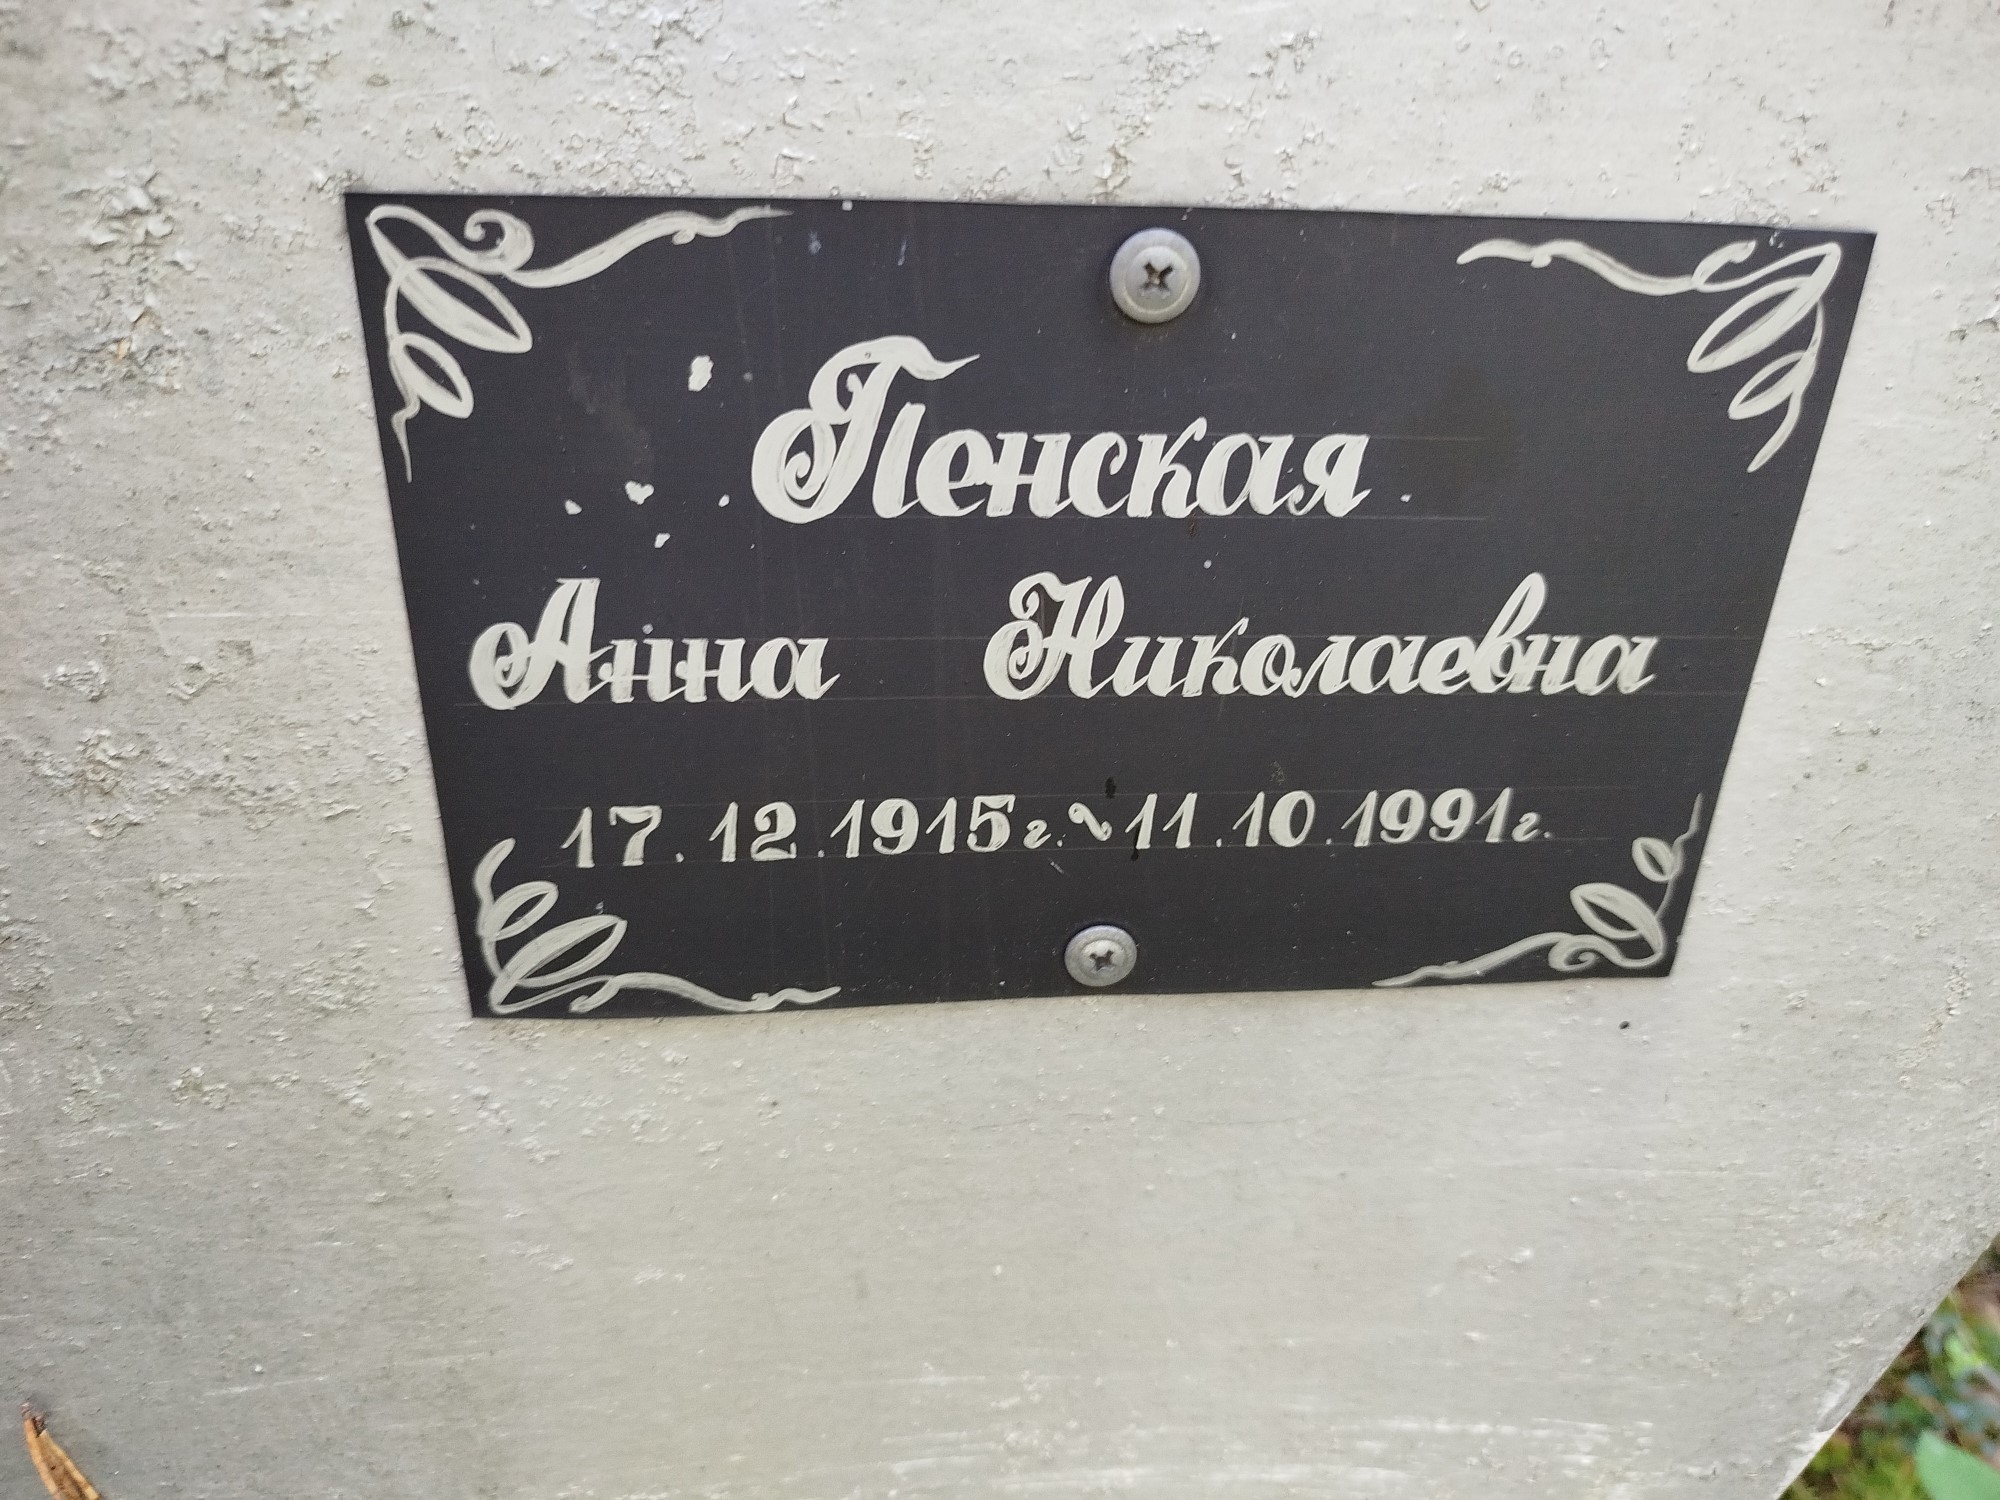 Пенская
Анна Николаевна
17.12.1915г.~11.10.1991г.